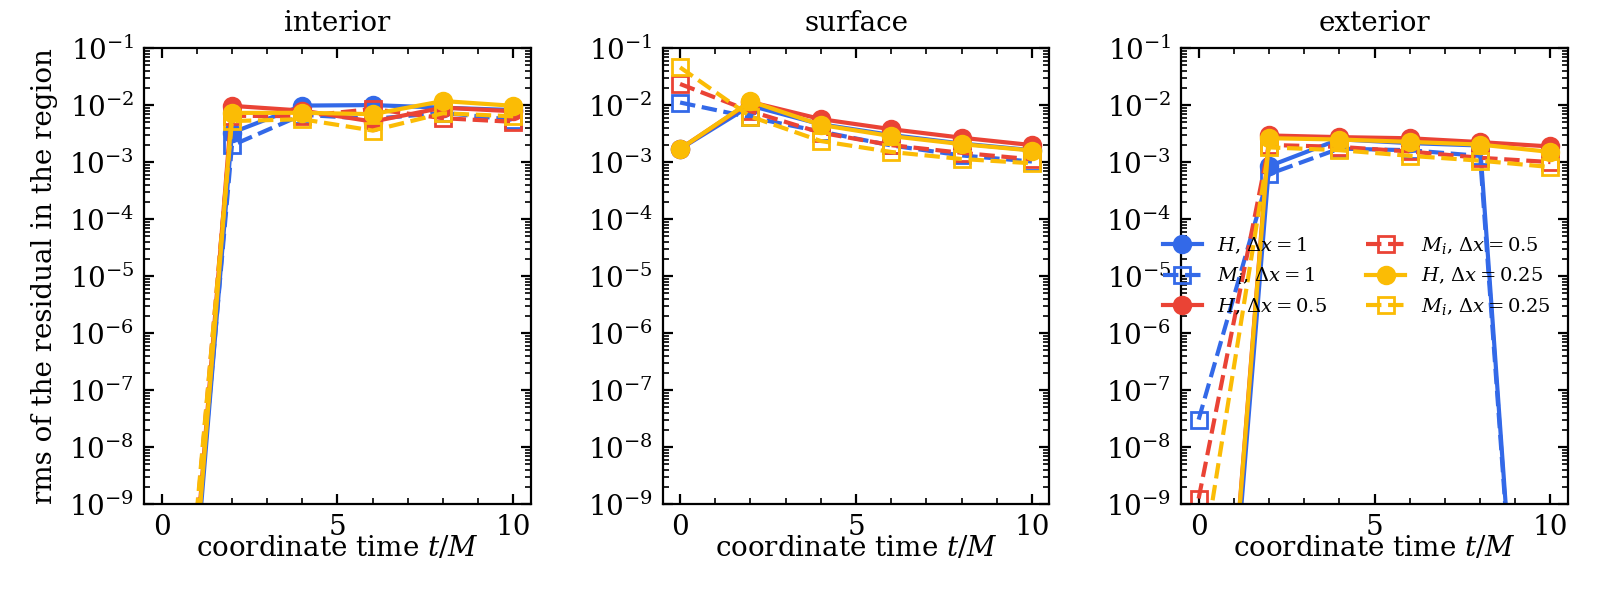 interior
surface
exterior
rms of the residual in the region
10⁻¹
10⁻²
10⁻³
10⁻⁴
10⁻⁵
10⁻⁶
10⁻⁷
10⁻⁸
10⁻⁹
0 5 10
coordinate time t/M
10⁻¹
10⁻²
10⁻³
10⁻⁴
10⁻⁵
10⁻⁶
10⁻⁷
10⁻⁸
10⁻⁹
0 5 10
coordinate time t/M
10⁻¹
10⁻²
10⁻³
10⁻⁴
10⁻⁵
10⁻⁶
10⁻⁷
10⁻⁸
10⁻⁹
0 5 10
coordinate time t/M
H, Δx = 1
Mᵢ, Δx = 1
H, Δx = 0.5
Mᵢ, Δx = 0.5
H, Δx = 0.25
Mᵢ, Δx = 0.25